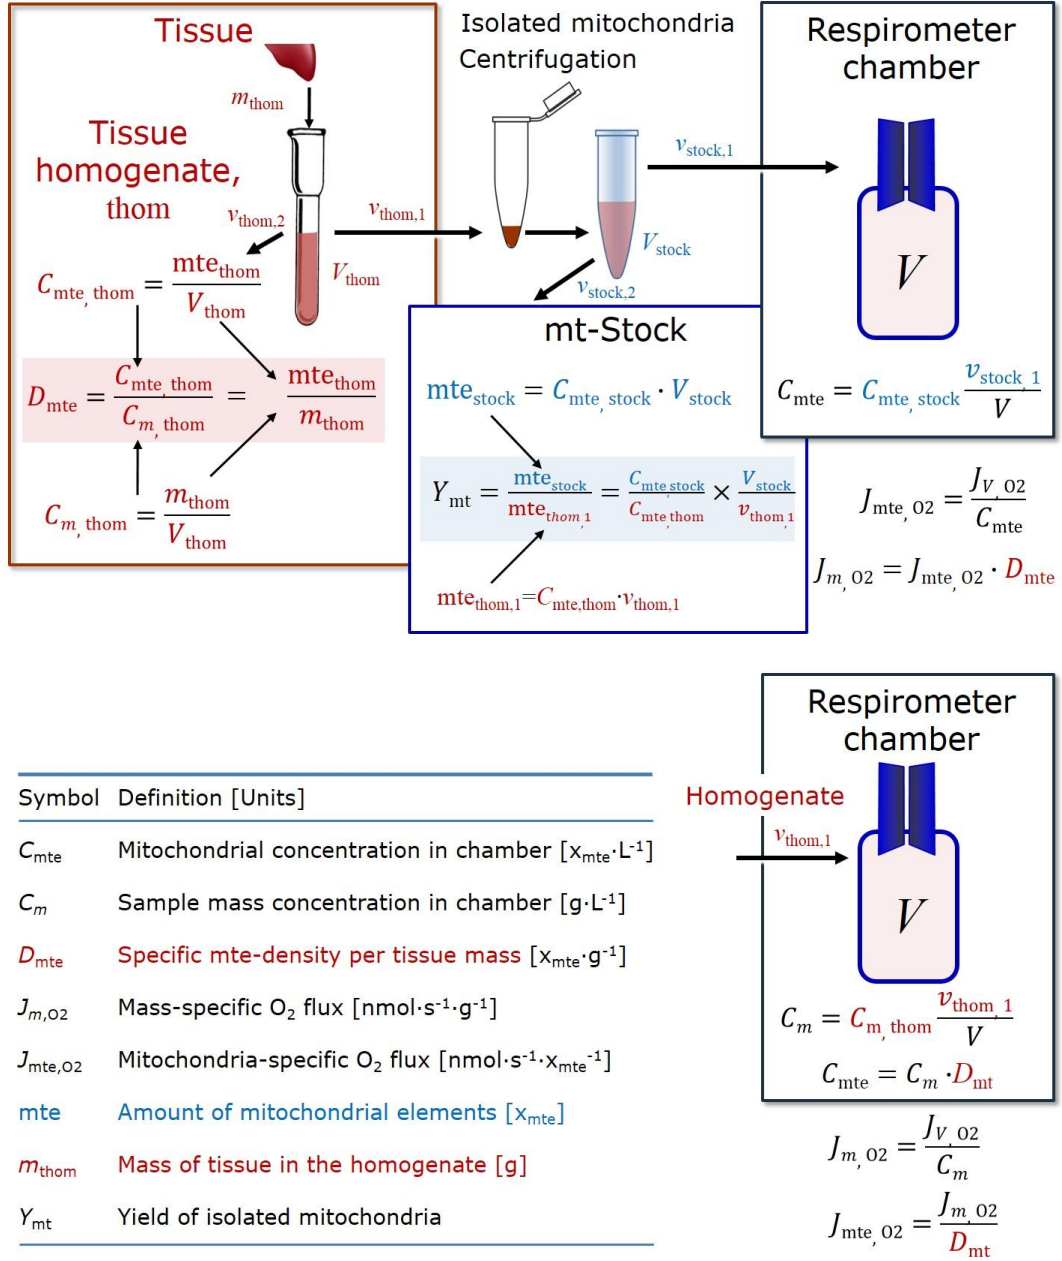 Tissue
m_thom
Tissue
homogenate,
thom
v_thom,2
v_thom,1
V_thom
C_mte, thom = mte_thom / V_thom
D_mte = C_mte, thom / C_m, thom = mte_thom / m_thom
C_m, thom = m_thom / V_thom
Isolated mitochondria
Centrifugation
v_stock,1
V_stock
v_stock,2
mt-Stock
mte_stock = C_mte, stock · V_stock
Y_mt = mte_stock / mte_thom,1 = C_mte,stock / C_mte,thom × V_stock / v_thom,1
mte_thom,1=C_mte,thom·v_thom,1
Respirometer
chamber
V
C_mte = C_mte, stock v_stock, 1 / V
J_mte, O2 = J_V, O2 / C_mte
J_m, O2 = J_mte, O2 · D_mte
Symbol Definition [Units]
C_mte Mitochondrial concentration in chamber [x_mte·L⁻¹]
C_m Sample mass concentration in chamber [g·L⁻¹]
D_mte Specific mte-density per tissue mass [x_mte·g⁻¹]
J_m,O2 Mass-specific O₂ flux [nmol·s⁻¹·g⁻¹]
J_mte,O2 Mitochondria-specific O₂ flux [nmol·s⁻¹·x_mte⁻¹]
mte Amount of mitochondrial elements [x_mte]
m_thom Mass of tissue in the homogenate [g]
Y_mt Yield of isolated mitochondria
Homogenate
v_thom,1
Respirometer
chamber
V
C_m = C_m, thom v_thom, 1 / V
C_mte = C_m ·D_mt
J_m, O2 = J_V, O2 / C_m
J_mte, O2 = J_m, O2 / D_mt